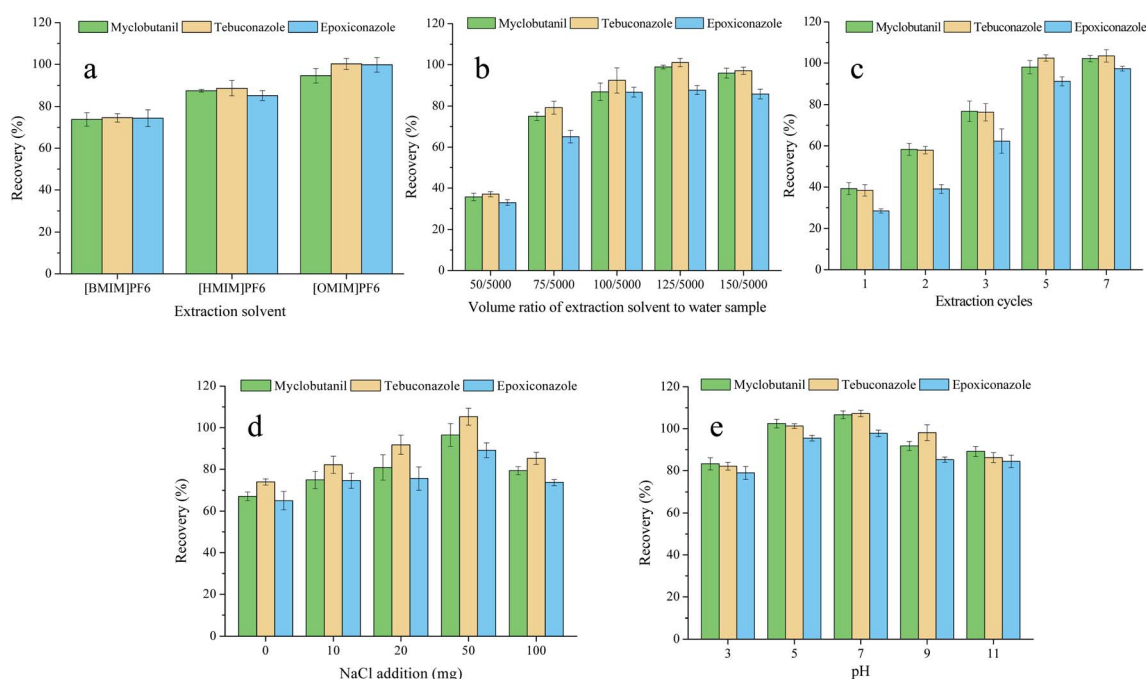 Myclobutanil Tebuconazole Epoxiconazole
a
120
100
80
60
40
20
0
Recovery (%)
[BMIM]PF6 [HMIM]PF6 [OMIM]PF6
Extraction solvent
Myclobutanil Tebuconazole Epoxiconazole
b
120
100
80
60
40
20
0
Recovery (%)
50/5000 75/5000 100/5000 125/5000 150/5000
Volume ratio of extraction solvent to water sample
Myclobutanil Tebuconazole Epoxiconazole
c
120
100
80
60
40
20
0
Recovery (%)
1 2 3 5 7
Extraction cycles
Myclobutanil Tebuconazole Epoxiconazole
d
120
100
80
60
40
20
0
Recovery (%)
0 10 20 50 100
NaCl addition (mg)
Myclobutanil Tebuconazole Epoxiconazole
e
120
100
80
60
40
20
0
Recovery (%)
3 5 7 9 11
pH